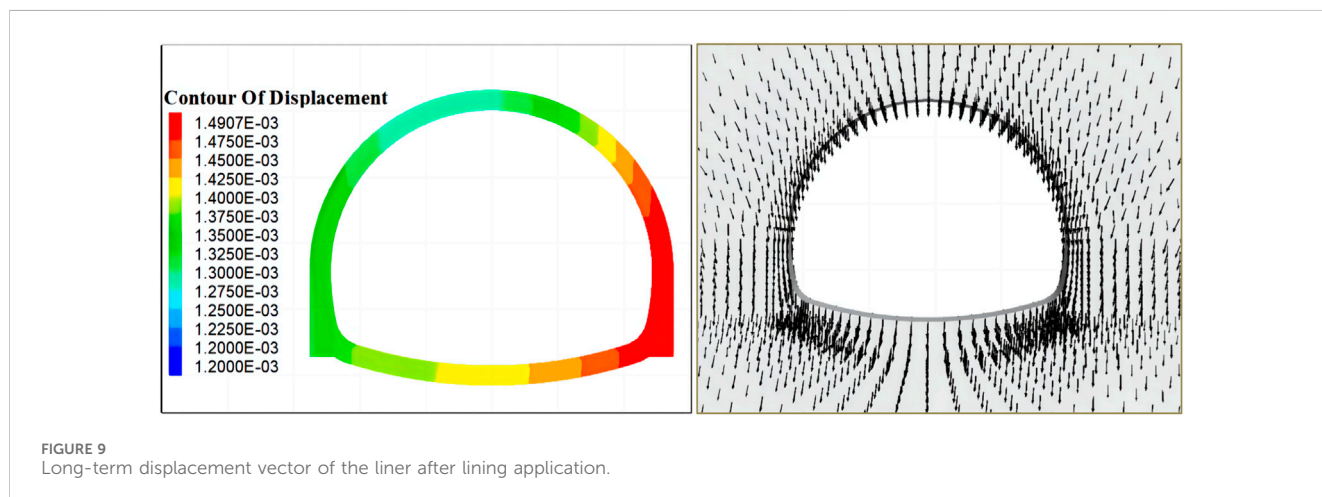 Contour Of Displacement
1.4907E-03
1.4750E-03
1.4500E-03
1.4250E-03
1.4000E-03
1.3750E-03
1.3500E-03
1.3250E-03
1.3000E-03
1.2750E-03
1.2500E-03
1.2250E-03
1.2000E-03
1.2000E-03
FIGURE 9
Long-term displacement vector of the liner after lining application.